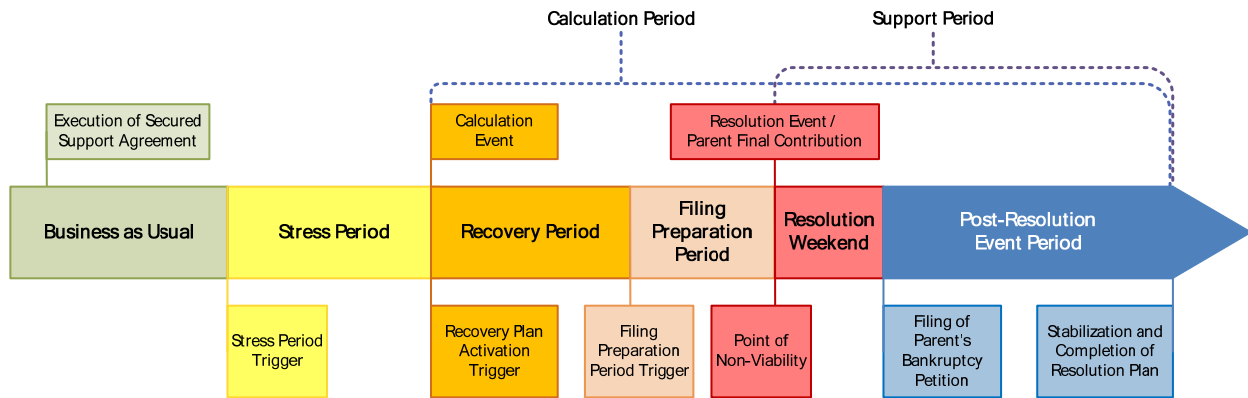 Calculation Period
Support Period
Execution of Secured
Support Agreement
Calculation
Event
Resolution Event /
Parent Final Contribution
Business as Usual
Stress Period
Recovery Period
Filing
Preparation
Period
Resolution
Weekend
Post-Resolution
Event Period
Stress Period
Trigger
Recovery Plan
Activation
Trigger
Filing
Preparation
Period Trigger
Point of
Non-Viability
Filing of
Parent's
Bankruptcy
Petition
Stabilization and
Completion of
Resolution Plan